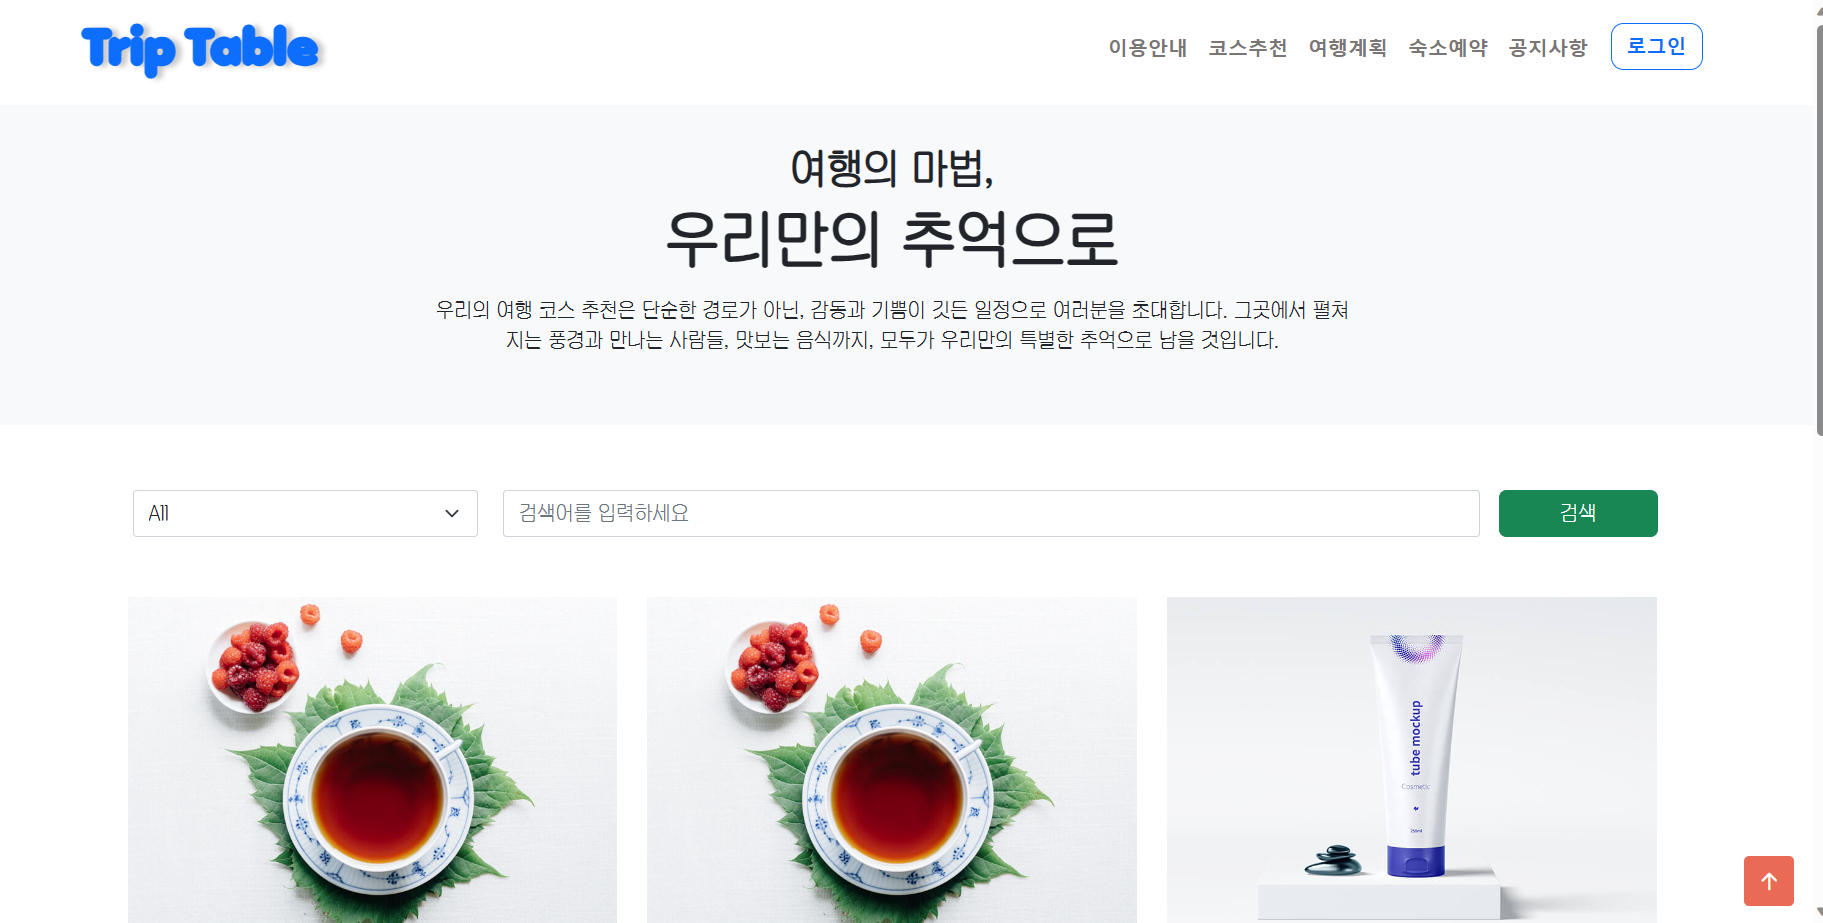 Trip Table
이용안내 코스추천 여행계획 숙소예약 공지사항 로그인
여행의 마법,
우리만의 추억으로
우리의 여행 코스 추천은 단순한 경로가 아닌, 감동과 기쁨이 깃든 일정으로 여러분을 초대합니다. 그곳에서 펼쳐
지는 풍경과 만나는 사람들, 맛보는 음식까지, 모두가 우리만의 특별한 추억으로 남을 것입니다.
All 검색어를 입력하세요 검색
tube mockup
Cosmetic
250ml